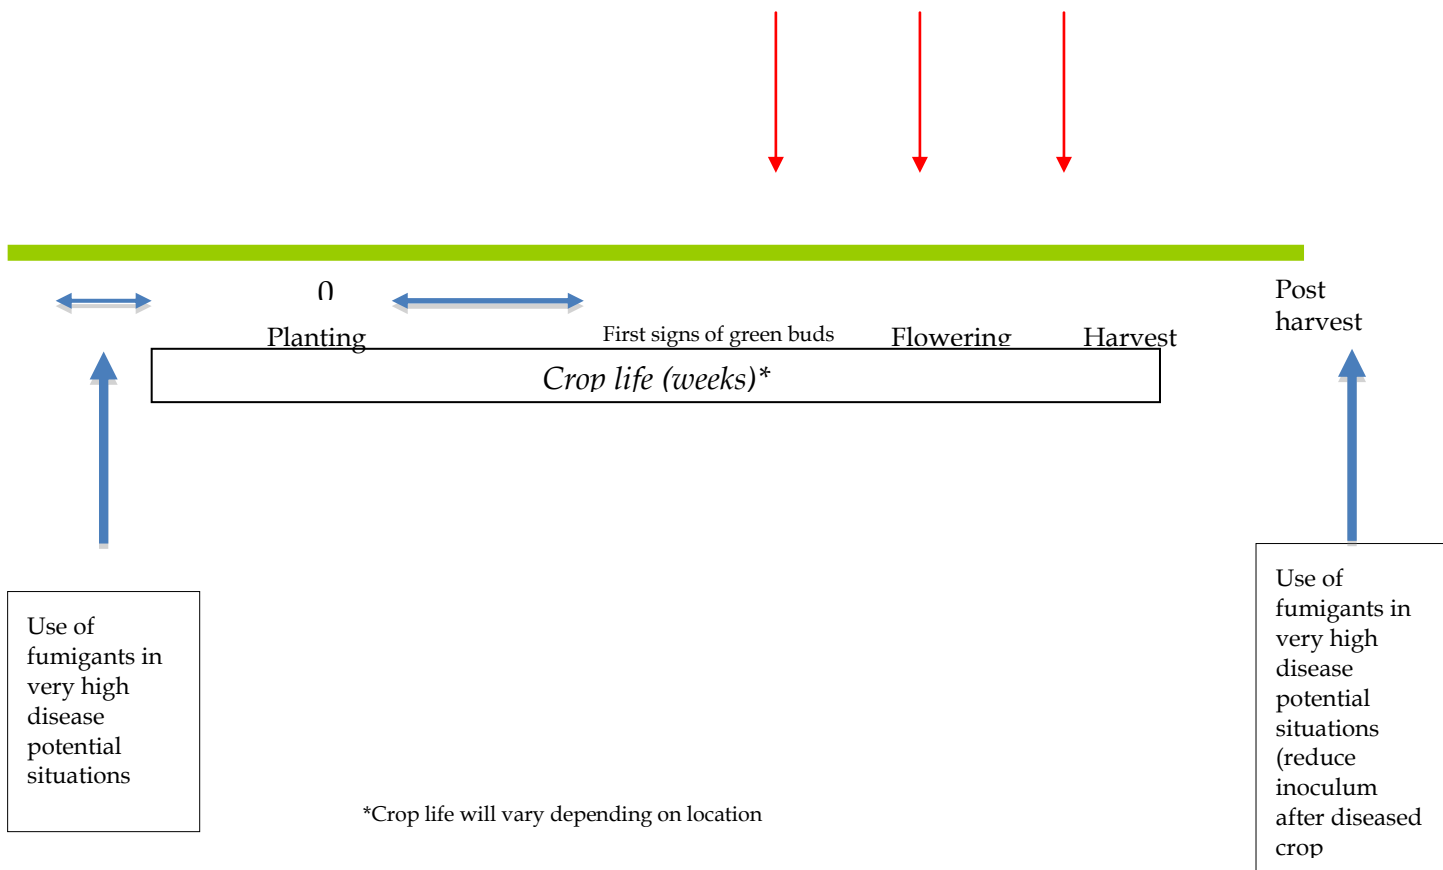 0
Post
harvest
Planting
First signs of green buds
Flowering
Harvest
Crop life (weeks)*
Use of
fumigants in
very high
disease
potential
situations
Use of
fumigants in
very high
disease
potential
situations
(reduce
inoculum
after diseased
crop
*Crop life will vary depending on location